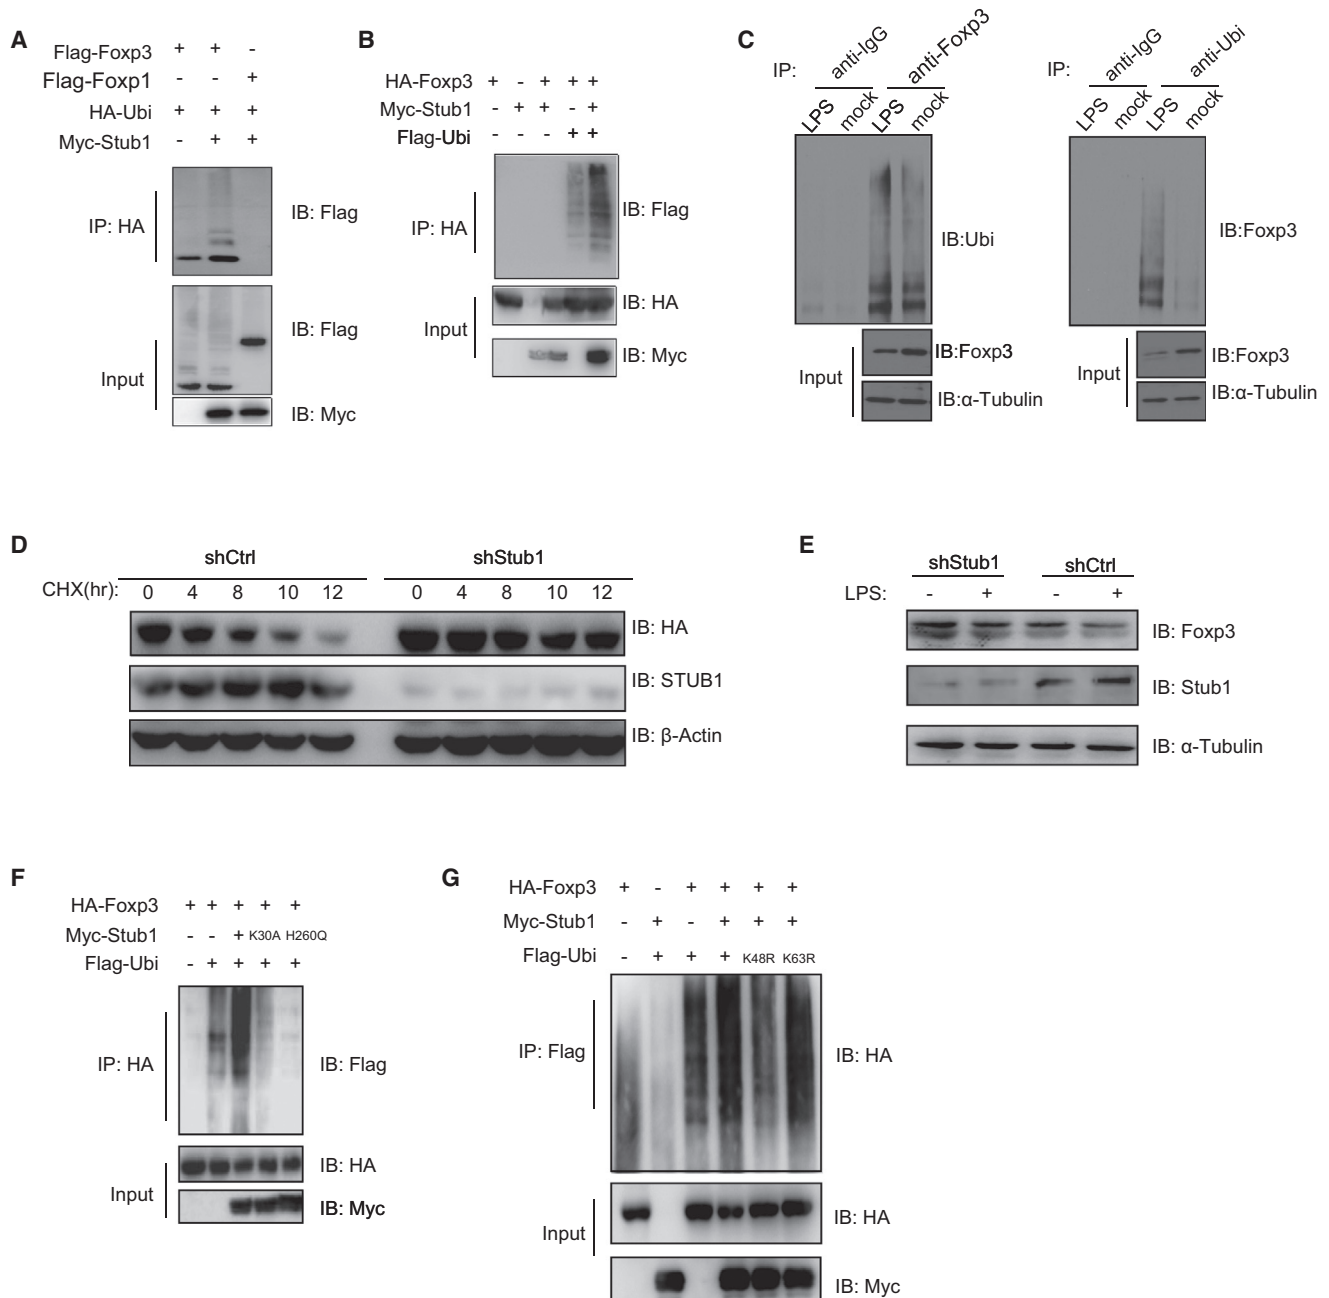 A
Flag-Foxp3 + + -
Flag-Foxp1 - - +
HA-Ubi + + +
Myc-Stub1 - + +
IP: HA
IB: Flag
IB: Flag
Input
IB: Myc
B
HA-Foxp3 + - + + +
Myc-Stub1 - + + - +
Flag-Ubi - - - + +
IP: HA
IB: Flag
IB: HA
Input
IB: Myc
C
IP: anti-IgG anti-Foxp3
LPS mock LPS mock
IB:Ubi
IB:Foxp3
Input
IB:α-Tubulin
IP: anti-IgG anti-Ubi
LPS mock LPS mock
IB:Foxp3
IB:Foxp3
Input
IB:α-Tubulin
D
shCtrl shStub1
CHX(hr): 0 4 8 10 12 0 4 8 10 12
IB: HA
IB: STUB1
IB: β-Actin
E
shStub1 shCtrl
LPS: - + - +
IB: Foxp3
IB: Stub1
IB: α-Tubulin
F
HA-Foxp3 + + + + +
Myc-Stub1 - - + K30A H260Q
Flag-Ubi - + + + +
IP: HA
IB: Flag
IB: HA
Input
IB: Myc
G
HA-Foxp3 + - + + + +
Myc-Stub1 - + - + + +
Flag-Ubi - + + + K48R K63R
IP: Flag
IB: HA
IB: HA
Input
IB: Myc